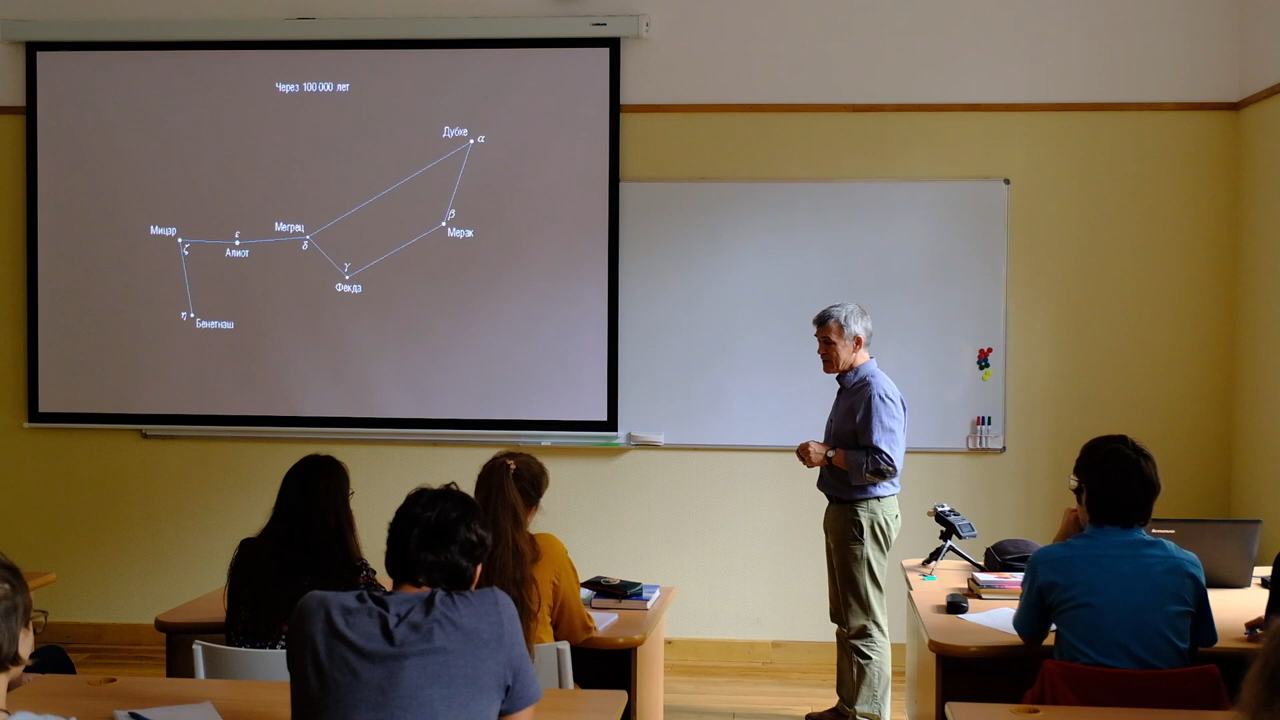 Через 100 000 лет
Дубхе α
β
Мерак
Мегрец
δ
ε
Алиот
Мицар
ζ
γ
Фекда
η
Бенетнаш